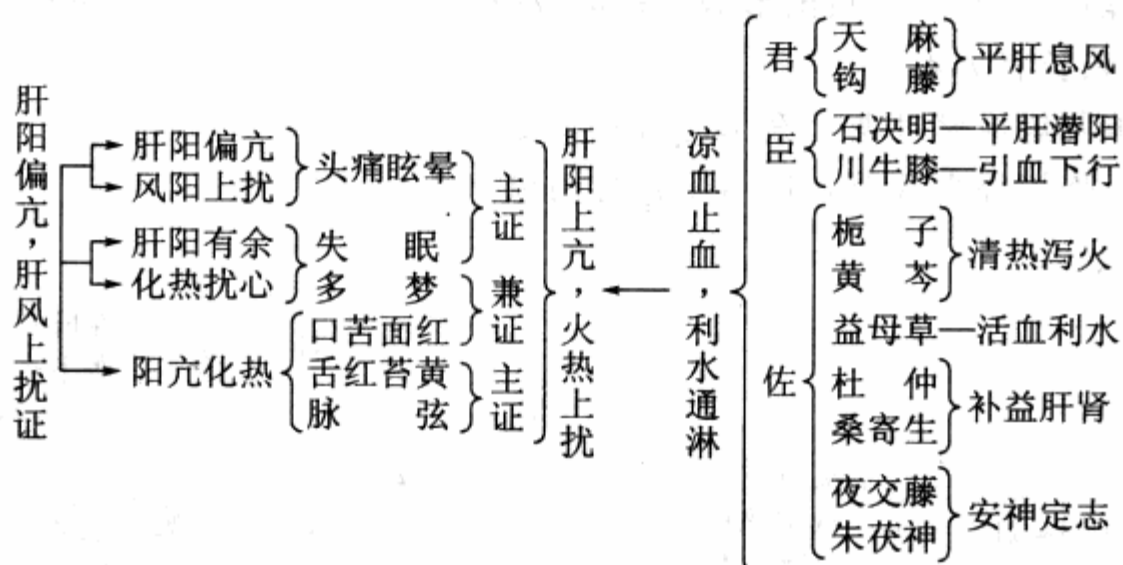 肝阳偏亢，肝风上扰证
肝阳偏亢
风阳上扰
头痛眩晕
肝阳有余
化热扰心
失眠
多梦
阳亢化热
口苦面红
舌红苔黄
脉弦
主证
兼证
主证
肝阳上亢，火热上扰
凉血止血，利水通淋
君
天麻
钩藤
平肝息风
臣
石决明—平肝潜阳
川牛膝—引血下行
佐
栀子
黄芩
清热泻火
益母草—活血利水
杜仲
桑寄生
补益肝肾
夜交藤
朱茯神
安神定志